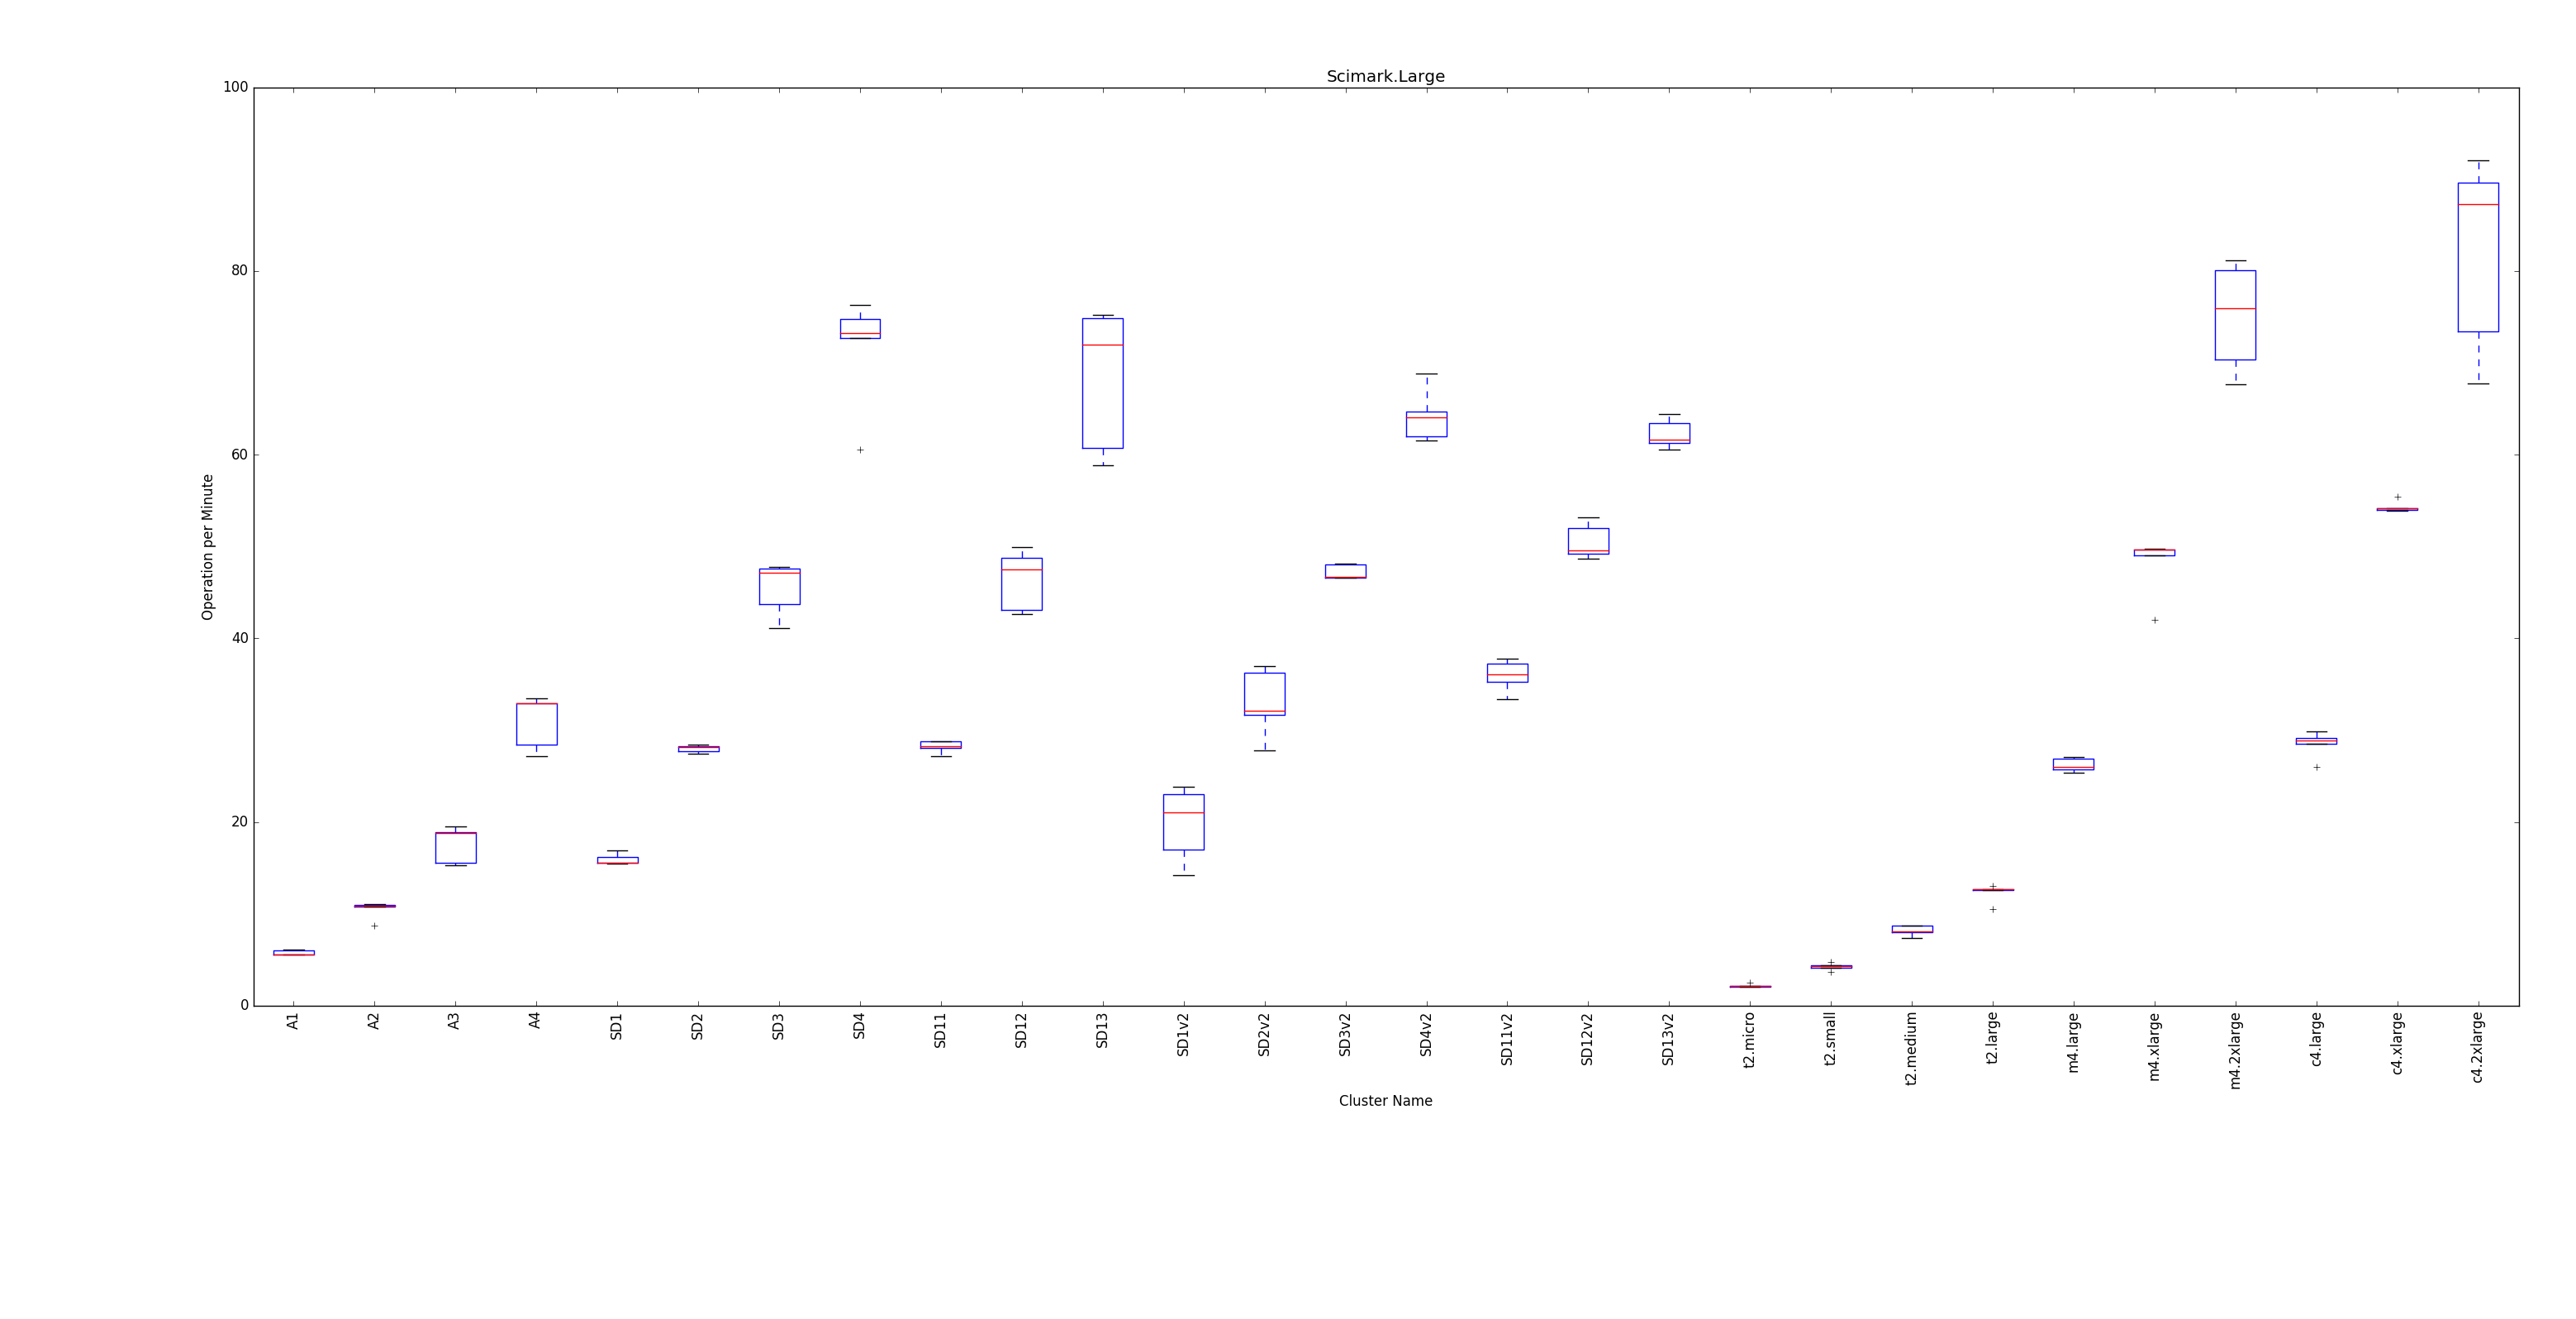 Scimark.Large
100
80
60
40
20
0
Operation per Minute
A1
A2
A3
A4
SD1
SD2
SD3
SD4
SD11
SD12
SD13
SD1v2
SD2v2
SD3v2
SD4v2
SD11v2
SD12v2
SD13v2
t2.micro
t2.small
t2.medium
t2.large
m4.large
m4.xlarge
m4.2xlarge
c4.large
c4.xlarge
c4.2xlarge
Cluster Name